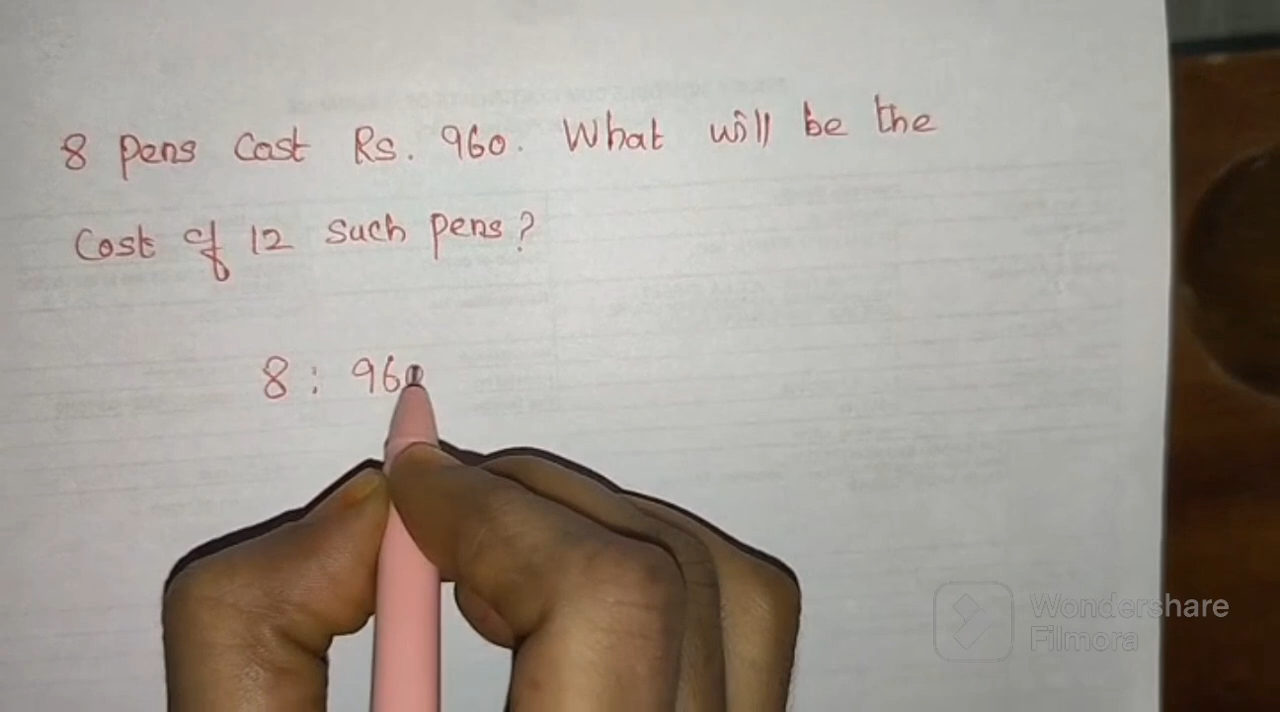 8 Pens Cost Rs. 960. What will be the
Cost of 12 Such Pens?
8 : 960
Wondershare
Filmora